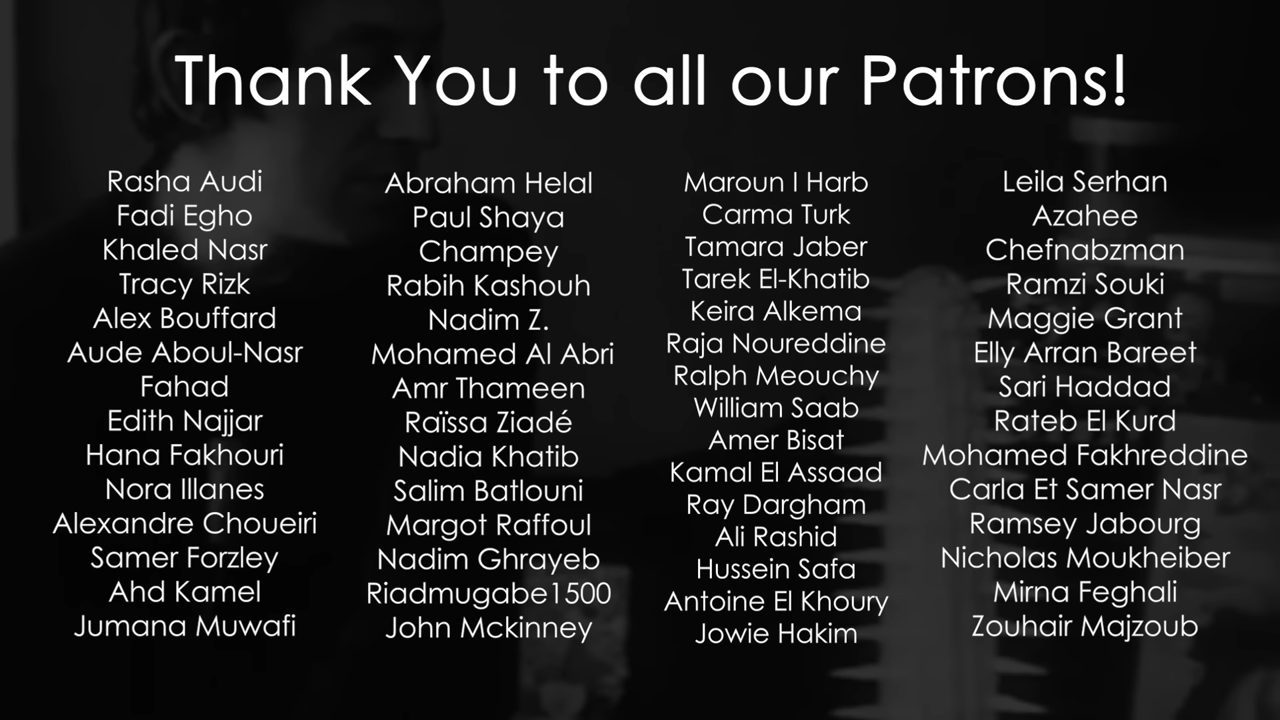 Thank You to all our Patrons!
Rasha Audi
Fadi Egho
Khaled Nasr
Tracy Rizk
Alex Bouffard
Aude Aboul-Nasr
Fahad
Edith Najjar
Hana Fakhouri
Nora Illanes
Alexandre Choueiri
Samer Forzley
Ahd Kamel
Jumana Muwafi
Abraham Helal
Paul Shaya
Champey
Rabih Kashouh
Nadim Z.
Mohamed Al Abri
Amr Thameen
Raïssa Ziadé
Nadia Khatib
Salim Batlouni
Margot Raffoul
Nadim Ghrayeb
Riadmugabe1500
John Mckinney
Maroun I Harb
Carma Turk
Tamara Jaber
Tarek El-Khatib
Keira Alkema
Raja Noureddine
Ralph Meouchy
William Saab
Amer Bisat
Kamal El Assaad
Ray Dargham
Ali Rashid
Hussein Safa
Antoine El Khoury
Jowie Hakim
Leila Serhan
Azahee
Chefnabzman
Ramzi Souki
Maggie Grant
Elly Arran Bareet
Sari Haddad
Rateb El Kurd
Mohamed Fakhreddine
Carla Et Samer Nasr
Ramsey Jabourg
Nicholas Moukheiber
Mirna Feghali
Zouhair Majzoub